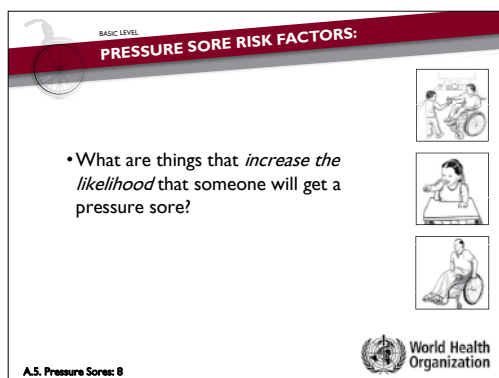 BASIC LEVEL
PRESSURE SORE RISK FACTORS:
•What are things that increase the
likelihood that someone will get a
pressure sore?
World Health
Organization
A.5. Pressure Sores: 8